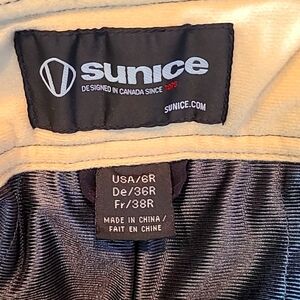 sunice
DESIGNED IN CANADA SINCE 1976
SUNICE.COM
USA/6R
De/36R
Fr/38R
MADE IN CHINA/
FAIT EN CHINE